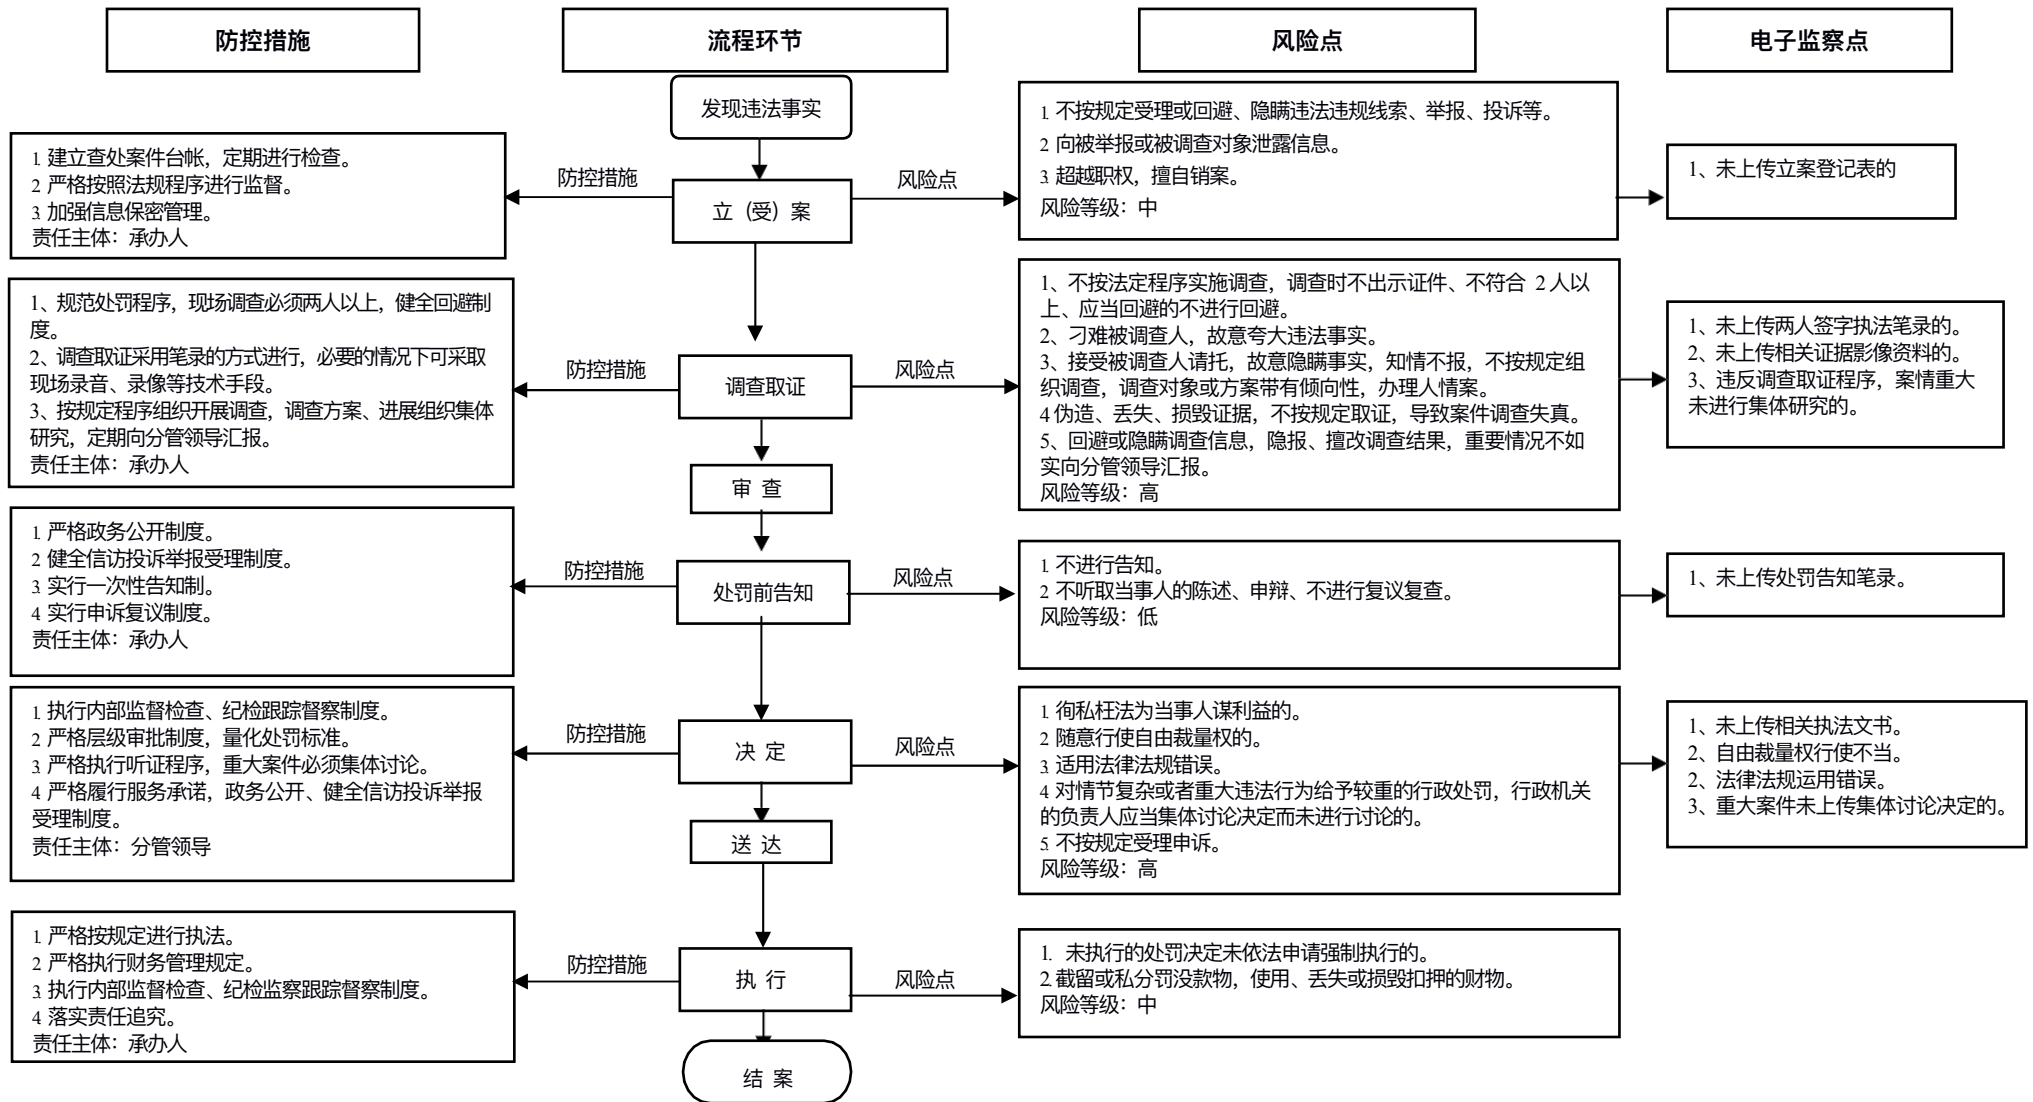 防控措施
流程环节
风险点
电子监察点
发现违法事实
1. 建立查处案件台帐，定期进行检查。
2. 严格按照法规程序进行监督。
3. 加强信息保密管理。
责任主体：承办人
防控措施
立（受）案
风险点
1. 不按规定受理或回避、隐瞒违法违规线索、举报、投诉等。
2. 向被举报或被调查对象泄露信息。
3. 超越职权，擅自销案。
风险等级：中
1、未上传立案登记表的
1、规范处罚程序，现场调查必须两人以上，健全回避制
度。
2、调查取证采用笔录的方式进行，必要的情况下可采取
现场录音、录像等技术手段。
3、按规定程序组织开展调查，调查方案、进展组织集体
研究，定期向分管领导汇报。
责任主体：承办人
防控措施
调查取证
风险点
1、不按法定程序实施调查，调查时不出示证件、不符合 2 人以
上、应当回避的不进行回避。
2、刁难被调查人，故意夸大违法事实。
3、接受被调查人请托，故意隐瞒事实，知情不报，不按规定组
织调查，调查对象或方案带有倾向性，办理人情案。
4 伪造、丢失、损毁证据，不按规定取证，导致案件调查失真。
5、回避或隐瞒调查信息，隐报、擅改调查结果，重要情况不如
实向分管领导汇报。
风险等级：高
1、未上传两人签字执法笔录的。
2、未上传相关证据影像资料的。
3、违反调查取证程序，案情重大
未进行集体研究的。
审 查
1. 严格政务公开制度。
2. 健全信访投诉举报受理制度。
3. 实行一次性告知制。
4. 实行申诉复议制度。
责任主体：承办人
防控措施
处罚前告知
风险点
1. 不进行告知。
2. 不听取当事人的陈述、申辩、不进行复议复查。
风险等级：低
1、未上传处罚告知笔录。
1. 执行内部监督检查、纪检跟踪督察制度。
2. 严格层级审批制度，量化处罚标准。
3. 严格执行听证程序，重大案件必须集体讨论。
4. 严格履行服务承诺，政务公开、健全信访投诉举报
受理制度。
责任主体：分管领导
防控措施
决 定
风险点
1. 徇私枉法为当事人谋利益的。
2. 随意行使自由裁量权的。
3. 适用法律法规错误。
4. 对情节复杂或者重大违法行为给予较重的行政处罚，行政机关
的负责人应当集体讨论决定而未进行讨论的。
5. 不按规定受理申诉。
风险等级：高
1、未上传相关执法文书。
2、自由裁量权行使不当。
2、法律法规运用错误。
3、重大案件未上传集体讨论决定的。
送 达
1. 严格按规定进行执法。
2. 严格执行财务管理规定。
3. 执行内部监督检查、纪检监察跟踪督察制度。
4. 落实责任追究。
责任主体：承办人
防控措施
执 行
风险点
1. 未执行的处罚决定未依法申请强制执行的。
2. 截留或私分罚没款物，使用、丢失或损毁扣押的财物。
风险等级：中
结 案